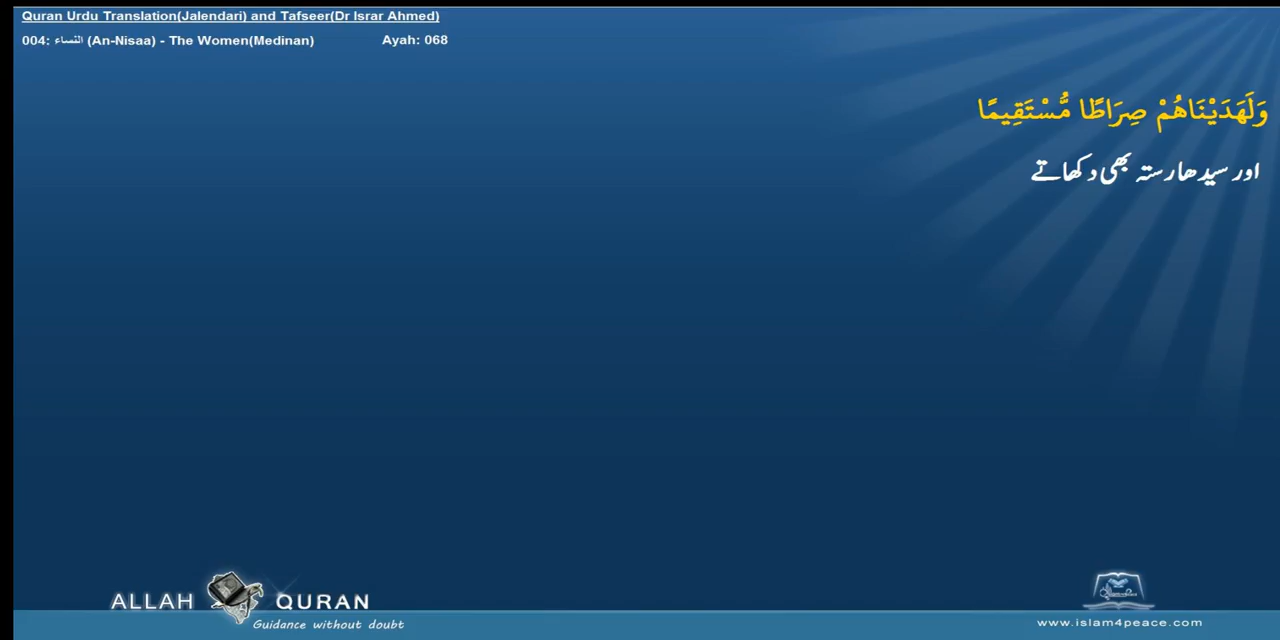 Quran Urdu Translation(Jalendari) and Tafseer(Dr Israr Ahmed)
004: النساء (An-Nisaa) - The Women(Medinan) Ayah: 068
وَلَهَدَيْنَاهُمْ صِرَاطًا مُّسْتَقِيمًا
اور سیدھا رستہ بھی دکھاتے
ALLAH QURAN
Guidance without doubt
www.islam4peace.com